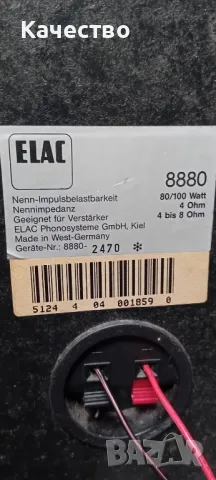 Качество
ELAC
8880
Nenn-Impulsbelastbarkeit 80/100 Watt
Nennimpedanz 4 Ohm
Geeignet für Verstärker 4 bis 8 Ohm
ELAC Phonosysteme GmbH, Kiel
Made in West-Germany
Geräte-Nr.: 8880- 2470 *
5124 4 04 001859 0
BAZAR